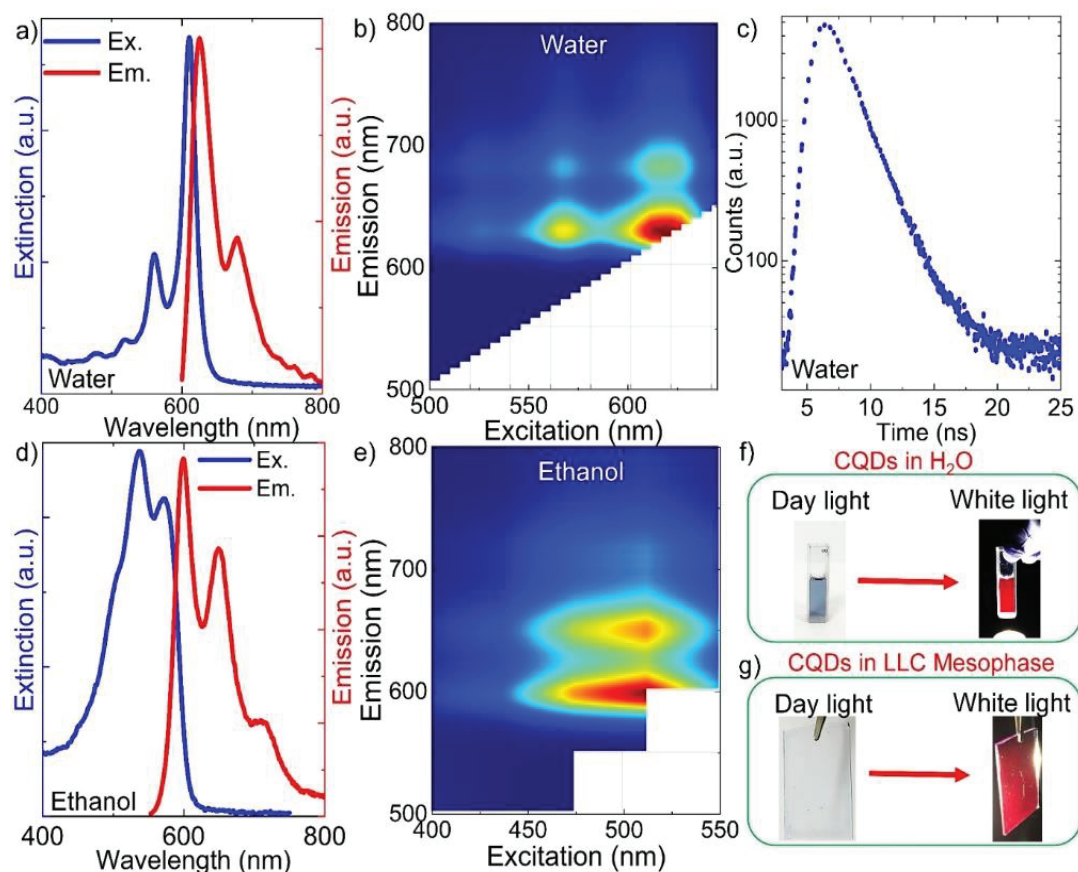 a)
Ex.
Em.
Extinction (a.u.)
Emission (a.u.)
Water
400 600 800
Wavelength (nm)
b)
Water
800
700
600
500
Emission (nm)
500 550 600
Excitation (nm)
c)
1000
100
Counts (a.u.)
Water
5 10 15 20 25
Time (ns)
d)
Ex.
Em.
Extinction (a.u.)
Emission (a.u.)
Ethanol
400 600 800
Wavelength (nm)
e)
Ethanol
800
700
600
500
Emission (nm)
400 450 500 550
Excitation (nm)
f)
CQDs in H₂O
Day light
White light
g)
CQDs in LLC Mesophase
Day light
White light